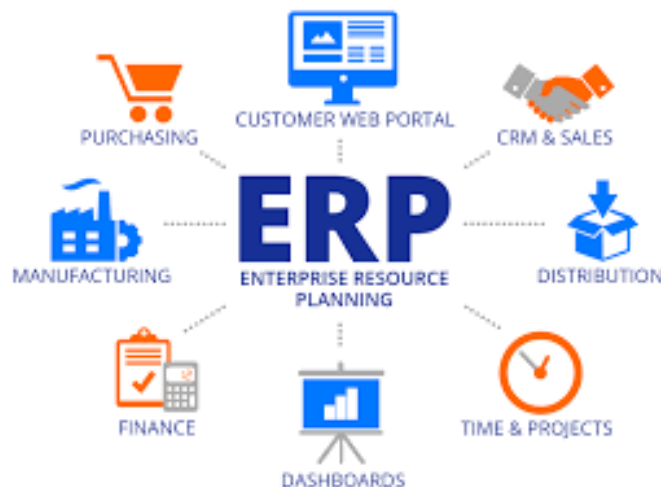 CUSTOMER WEB PORTAL
PURCHASING
CRM & SALES
ERP
ENTERPRISE RESOURCE
PLANNING
MANUFACTURING
DISTRIBUTION
FINANCE
TIME & PROJECTS
DASHBOARDS